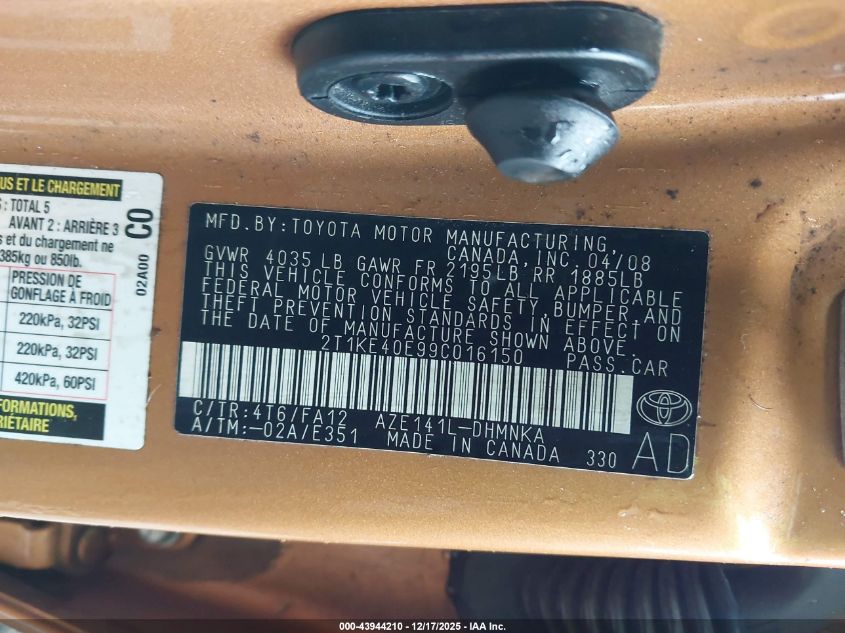 US ET LE CHARGEMENT
: TOTAL 5
AVANT 2 : ARRIÈRE 3
s et du chargement ne
385kg ou 850lb.
PRESSION DE
GONFLAGE À FROID
220kPa, 32PSI
220kPa, 32PSI
420kPa, 60PSI
FORMATIONS,
RIÉTAIRE
02A00
C0
MFD. BY: TOYOTA MOTOR MANUFACTURING,
CANADA, INC. 04/08
GVWR 4035 LB GAWR FR 2195LB RR 1885LB
THIS VEHICLE CONFORMS TO ALL APPLICABLE
FEDERAL MOTOR VEHICLE SAFETY, BUMPER, AND
THEFT PREVENTION STANDARDS IN EFFECT ON
THE DATE OF MANUFACTURE SHOWN ABOVE.
2T1KE40E99C016150
PASS. CAR
C/TR: 4T6/FA12 AZE141L-DHMNKA
A/TM:-02A/E351 MADE IN CANADA 330
AD
000-43944210 - 12/17/2025 - IAA Inc.